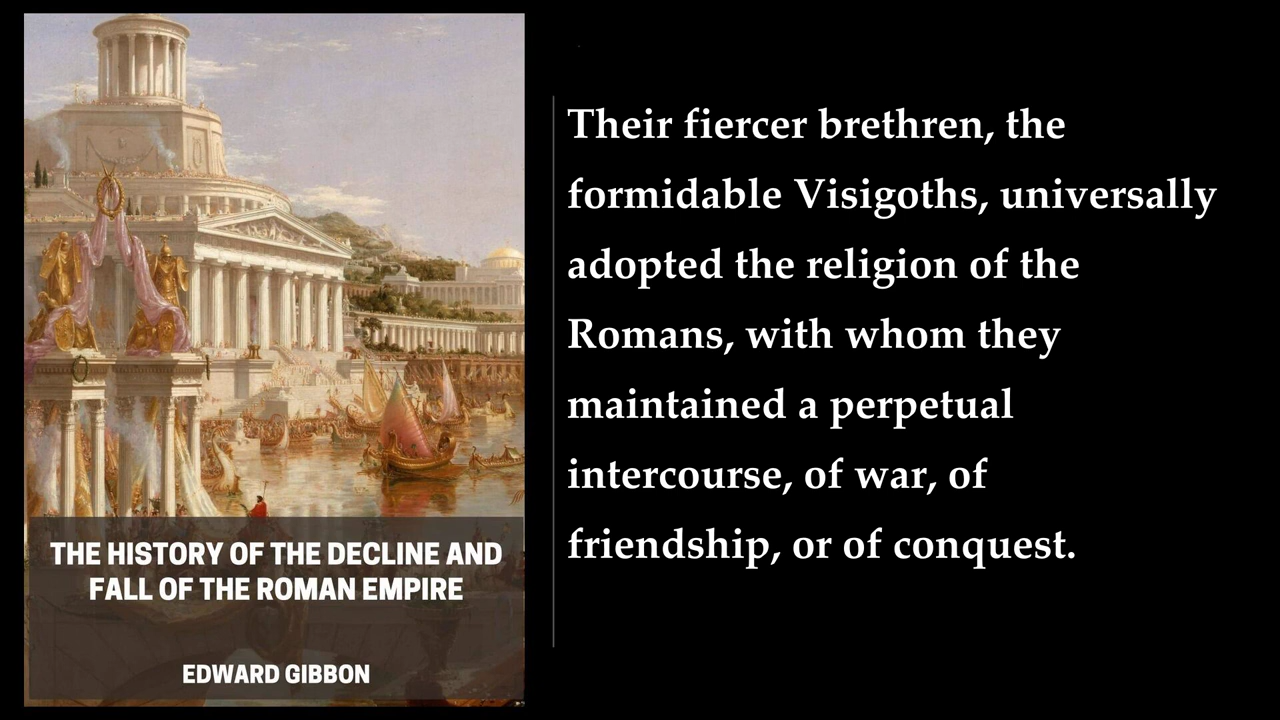 THE HISTORY OF THE DECLINE AND
FALL OF THE ROMAN EMPIRE
EDWARD GIBBON
Their fiercer brethren, the
formidable Visigoths, universally
adopted the religion of the
Romans, with whom they
maintained a perpetual
intercourse, of war, of
friendship, or of conquest.